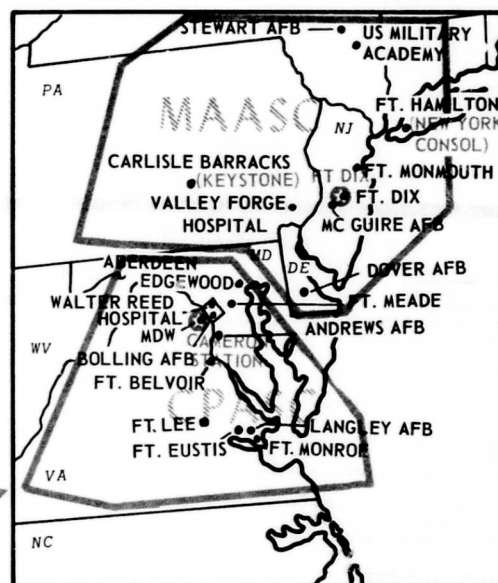 STEWART AFB
US MILITARY
ACADEMY
PA
MAASC
FT. HAMILTON
(NEW YORK
CONSOL)
NJ
CARLISLE BARRACKS
(KEYSTONE)
FT DIX
FT. MONMOUTH
VALLEY FORGE
HOSPITAL
FT. DIX
MC GUIRE AFB
MD
DE
ABERDEEN
EDGEWOOD
DOVER AFB
WALTER REED
HOSPITAL
FT. MEADE
MDW
CAMERON
STATION
ANDREWS AFB
WV
BOLLING AFB
FT. BELVOIR
FT. LEE
LANGLEY AFB
FT. EUSTIS
FT. MONROE
VA
NC